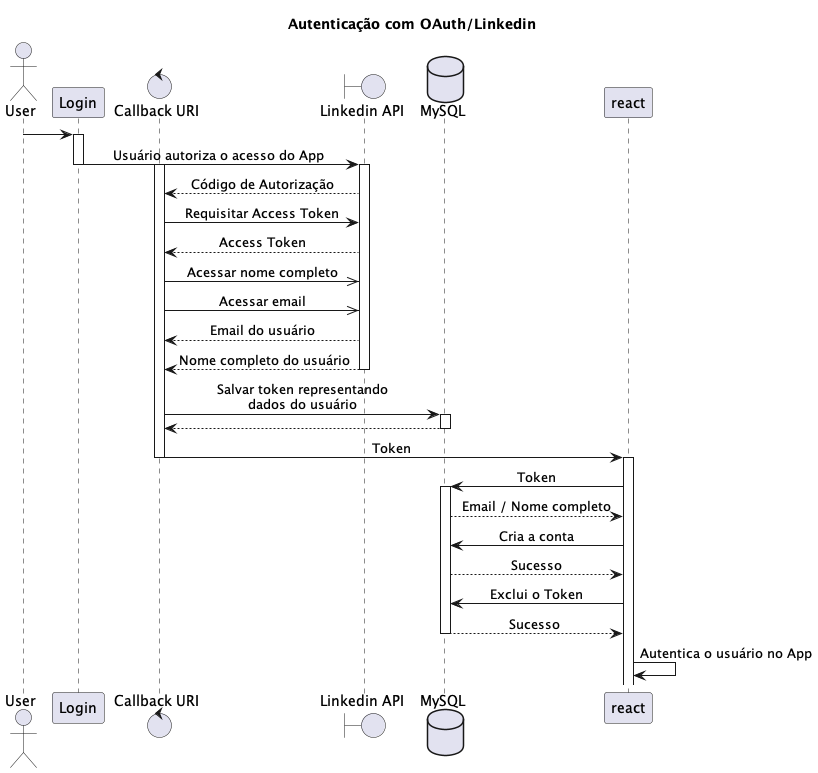 Autenticação com OAuth/Linkedin
User
Login
Callback URI
Linkedin API
MySQL
react
Usuário autoriza o acesso do App
Código de Autorização
Requisitar Access Token
Access Token
Acessar nome completo
Acessar email
Email do usuário
Nome completo do usuário
Salvar token representando
dados do usuário
Token
Token
Email / Nome completo
Cria a conta
Sucesso
Exclui o Token
Sucesso
Autentica o usuário no App
User
Login
Callback URI
Linkedin API
MySQL
react